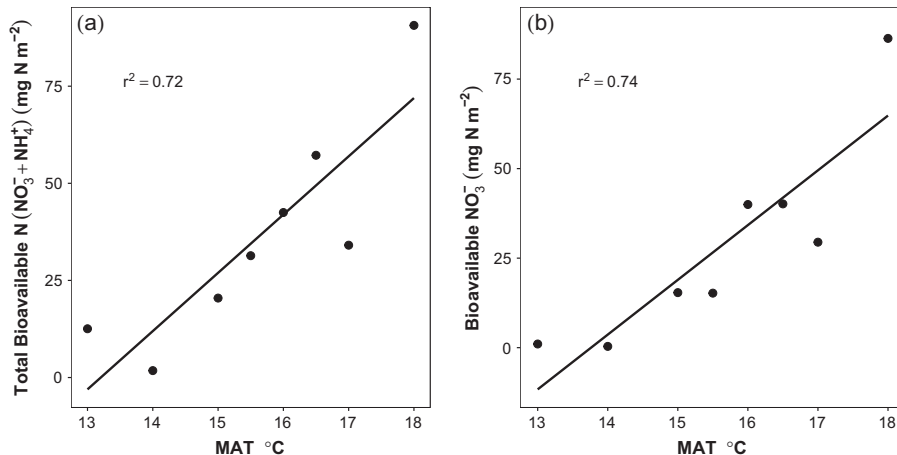 (a)
r² = 0.72
Total Bioavailable N (NO₃⁻ + NH₄⁺) (mg N m⁻²)
75
50
25
0
13 14 15 16 17 18
MAT °C
(b)
r² = 0.74
Bioavailable NO₃⁻ (mg N m⁻²)
75
50
25
0
13 14 15 16 17 18
MAT °C